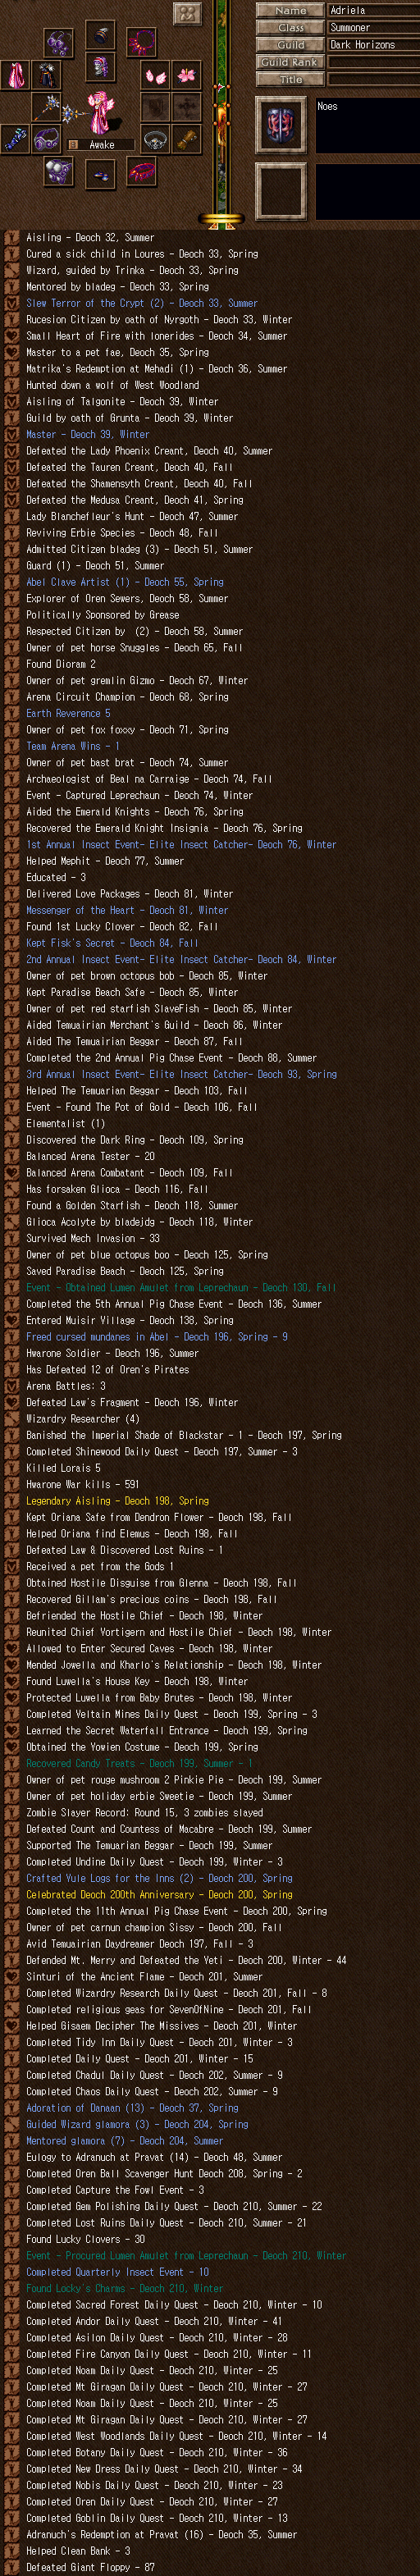 Name Adriela
Class Summoner
Guild Dark Horizons
Guild Rank
Title
Noes
Awake
Aisling - Deoch 32, Summer
Cured a sick child in Loures - Deoch 33, Spring
Wizard, guided by Trinka - Deoch 33, Spring
Mentored by bladeg - Deoch 33, Spring
Slew Terror of the Crypt (2) - Deoch 33, Summer
Rucesion Citizen by oath of Nyrgoth - Deoch 33, Winter
Small Heart of Fire with lonerides - Deoch 34, Summer
Master to a pet fae, Deoch 35, Spring
Matrika's Redemption at Mehadi (1) - Deoch 36, Summer
Hunted down a wolf of West Woodland
Aisling of Talgonite - Deoch 39, Winter
Guild by oath of Grunta - Deoch 39, Winter
Master - Deoch 39, Winter
Defeated the Lady Phoenix Creant, Deoch 40, Summer
Defeated the Tauren Creant, Deoch 40, Fall
Defeated the Shamensyth Creant, Deoch 40, Fall
Defeated the Medusa Creant, Deoch 41, Spring
Lady Blanchefleur's Hunt - Deoch 47, Summer
Reviving Erbie Species - Deoch 48, Fall
Admitted Citizen bladeg (3) - Deoch 51, Summer
Guard (1) - Deoch 51, Summer
Abel Clave Artist (1) - Deoch 55, Spring
Explorer of Oren Sewers, Deoch 58, Summer
Politically Sponsored by Grease
Respected Citizen by  (2) - Deoch 58, Summer
Owner of pet horse Snuggles - Deoch 65, Fall
Found Dioram 2
Owner of pet gremlin Gizmo - Deoch 67, Winter
Arena Circuit Champion - Deoch 68, Spring
Earth Reverence 5
Owner of pet fox foxxy - Deoch 71, Spring
Team Arena Wins - 1
Owner of pet bast brat - Deoch 74, Summer
Archaeologist of Beal na Carraige - Deoch 74, Fall
Event - Captured Leprechaun - Deoch 74, Winter
Aided the Emerald Knights - Deoch 76, Spring
Recovered the Emerald Knight Insignia - Deoch 76, Spring
1st Annual Insect Event- Elite Insect Catcher- Deoch 76, Winter
Helped Mephit - Deoch 77, Summer
Educated - 3
Delivered Love Packages - Deoch 81, Winter
Messenger of the Heart - Deoch 81, Winter
Found 1st Lucky Clover - Deoch 82, Fall
Kept Fisk's Secret - Deoch 84, Fall
2nd Annual Insect Event- Elite Insect Catcher- Deoch 84, Winter
Owner of pet brown octopus bob - Deoch 85, Winter
Kept Paradise Beach Safe - Deoch 85, Winter
Owner of pet red starfish SlaveFish - Deoch 85, Winter
Aided Temuairian Merchant's Guild - Deoch 86, Winter
Aided The Temuairian Beggar - Deoch 87, Fall
Completed the 2nd Annual Pig Chase Event - Deoch 88, Summer
3rd Annual Insect Event- Elite Insect Catcher- Deoch 93, Spring
Helped The Temuarian Beggar - Deoch 103, Fall
Event - Found The Pot of Gold - Deoch 106, Fall
Elementalist (1)
Discovered the Dark Ring - Deoch 109, Spring
Balanced Arena Tester - 20
Balanced Arena Combatant - Deoch 109, Fall
Has forsaken Glioca - Deoch 116, Fall
Found a Golden Starfish - Deoch 118, Summer
Glioca Acolyte by bladejdg - Deoch 118, Winter
Survived Mech Invasion - 33
Owner of pet blue octopus boo - Deoch 125, Spring
Saved Paradise Beach - Deoch 125, Spring
Event - Obtained Lumen Amulet from Leprechaun - Deoch 130, Fall
Completed the 5th Annual Pig Chase Event - Deoch 136, Summer
Entered Muisir Village - Deoch 138, Spring
Freed cursed mundanes in Abel - Deoch 196, Spring - 9
Hwarone Soldier - Deoch 196, Summer
Has Defeated 12 of Oren's Pirates
Arena Battles: 3
Defeated Law's Fragment - Deoch 196, Winter
Wizardry Researcher (4)
Banished the Imperial Shade of Blackstar - 1 - Deoch 197, Spring
Completed Shinewood Daily Quest - Deoch 197, Summer - 3
Killed Lorais 5
Hwarone War kills - 591
Legendary Aisling - Deoch 198, Spring
Kept Oriana Safe from Dendron Flower - Deoch 198, Fall
Helped Oriana find Elemus - Deoch 198, Fall
Defeated Law & Discovered Lost Ruins - 1
Received a pet from the Gods 1
Obtained Hostile Disguise from Glenna - Deoch 198, Fall
Recovered Gillam's precious coins - Deoch 198, Fall
Befriended the Hostile Chief - Deoch 198, Winter
Reunited Chief Vortigern and Hostile Chief - Deoch 198, Winter
Allowed to Enter Secured Caves - Deoch 198, Winter
Mended Jowella and Kharlo's Relationship - Deoch 198, Winter
Found Luwella's House Key - Deoch 198, Winter
Protected Luwella from Baby Brutes - Deoch 198, Winter
Completed Veltain Mines Daily Quest - Deoch 199, Spring - 3
Learned the Secret Waterfall Entrance - Deoch 199, Spring
Obtained the Yowien Costume - Deoch 199, Spring
Recovered Candy Treats - Deoch 199, Summer - 1
Owner of pet rouge mushroom 2 Pinkie Pie - Deoch 199, Summer
Owner of pet holiday erbie Sweetie - Deoch 199, Summer
Zombie Slayer Record: Round 15, 3 zombies slayed
Defeated Count and Countess of Macabre - Deoch 199, Summer
Supported The Temuarian Beggar - Deoch 199, Summer
Completed Undine Daily Quest - Deoch 199, Winter - 3
Crafted Yule Logs for the Inns (2) - Deoch 200, Spring
Celebrated Deoch 200th Anniversary - Deoch 200, Spring
Completed the 11th Annual Pig Chase Event - Deoch 200, Spring
Owner of pet carnun champion Sissy - Deoch 200, Fall
Avid Temuairian Daydreamer Deoch 197, Fall - 3
Defended Mt. Merry and Defeated the Yeti - Deoch 200, Winter - 44
Sinturi of the Ancient Flame - Deoch 201, Summer
Completed Wizardry Research Daily Quest - Deoch 201, Fall - 8
Completed religious geas for SevenOfNine - Deoch 201, Fall
Helped Gisaem Decipher The Missives - Deoch 201, Winter
Completed Tidy Inn Daily Quest - Deoch 201, Winter - 3
Completed Daily Quest - Deoch 201, Winter - 15
Completed Chadul Daily Quest - Deoch 202, Summer - 9
Completed Chaos Daily Quest - Deoch 202, Summer - 9
Adoration of Danaan (13) - Deoch 37, Spring
Guided Wizard glamora (3) - Deoch 204, Spring
Mentored glamora (7) - Deoch 204, Summer
Eulogy to Adranuch at Pravat (14) - Deoch 48, Summer
Completed Oren Ball Scavenger Hunt Deoch 208, Spring - 2
Completed Capture the Fowl Event - 3
Completed Gem Polishing Daily Quest - Deoch 210, Summer - 22
Completed Lost Ruins Daily Quest - Deoch 210, Summer - 21
Found Lucky Clovers - 30
Event - Procured Lumen Amulet from Leprechaun - Deoch 210, Winter
Completed Quarterly Insect Event - 10
Found Locky's Charms - Deoch 210, Winter
Completed Sacred Forest Daily Quest - Deoch 210, Winter - 10
Completed Andor Daily Quest - Deoch 210, Winter - 41
Completed Asilon Daily Quest - Deoch 210, Winter - 28
Completed Fire Canyon Daily Quest - Deoch 210, Winter - 11
Completed Noam Daily Quest - Deoch 210, Winter - 25
Completed Mt Giragan Daily Quest - Deoch 210, Winter - 27
Completed Noam Daily Quest - Deoch 210, Winter - 25
Completed Mt Giragan Daily Quest - Deoch 210, Winter - 27
Completed West Woodlands Daily Quest - Deoch 210, Winter - 14
Completed Botany Daily Quest - Deoch 210, Winter - 36
Completed New Dress Daily Quest - Deoch 210, Winter - 34
Completed Nobis Daily Quest - Deoch 210, Winter - 23
Completed Oren Daily Quest - Deoch 210, Winter - 27
Completed Goblin Daily Quest - Deoch 210, Winter - 13
Adranuch's Redemption at Pravat (16) - Deoch 35, Summer
Helped Clean Bank - 3
Defeated Giant Floppy - 87